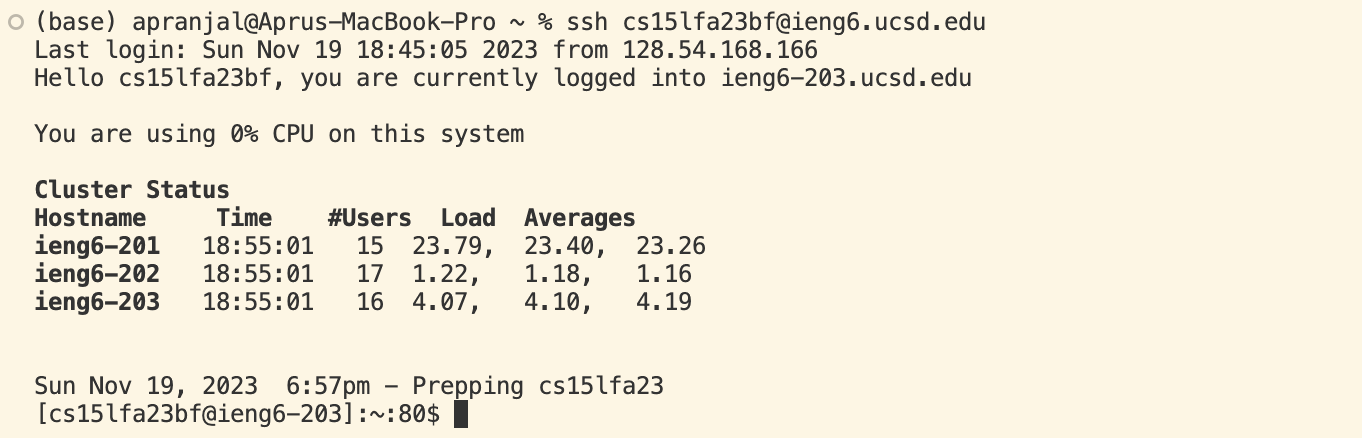 (base) apranjal@Aprus-MacBook-Pro ~ % ssh cs15lfa23bf@ieng6.ucsd.edu
Last login: Sun Nov 19 18:45:05 2023 from 128.54.168.166
Hello cs15lfa23bf, you are currently logged into ieng6-203.ucsd.edu
You are using 0% CPU on this system
Cluster Status
Hostname     Time    #Users  Load  Averages
ieng6-201   18:55:01   15  23.79,  23.40,  23.26
ieng6-202   18:55:01   17  1.22,   1.18,   1.16
ieng6-203   18:55:01   16  4.07,   4.10,   4.19
Sun Nov 19, 2023  6:57pm - Prepping cs15lfa23
[cs15lfa23bf@ieng6-203]:~:80$